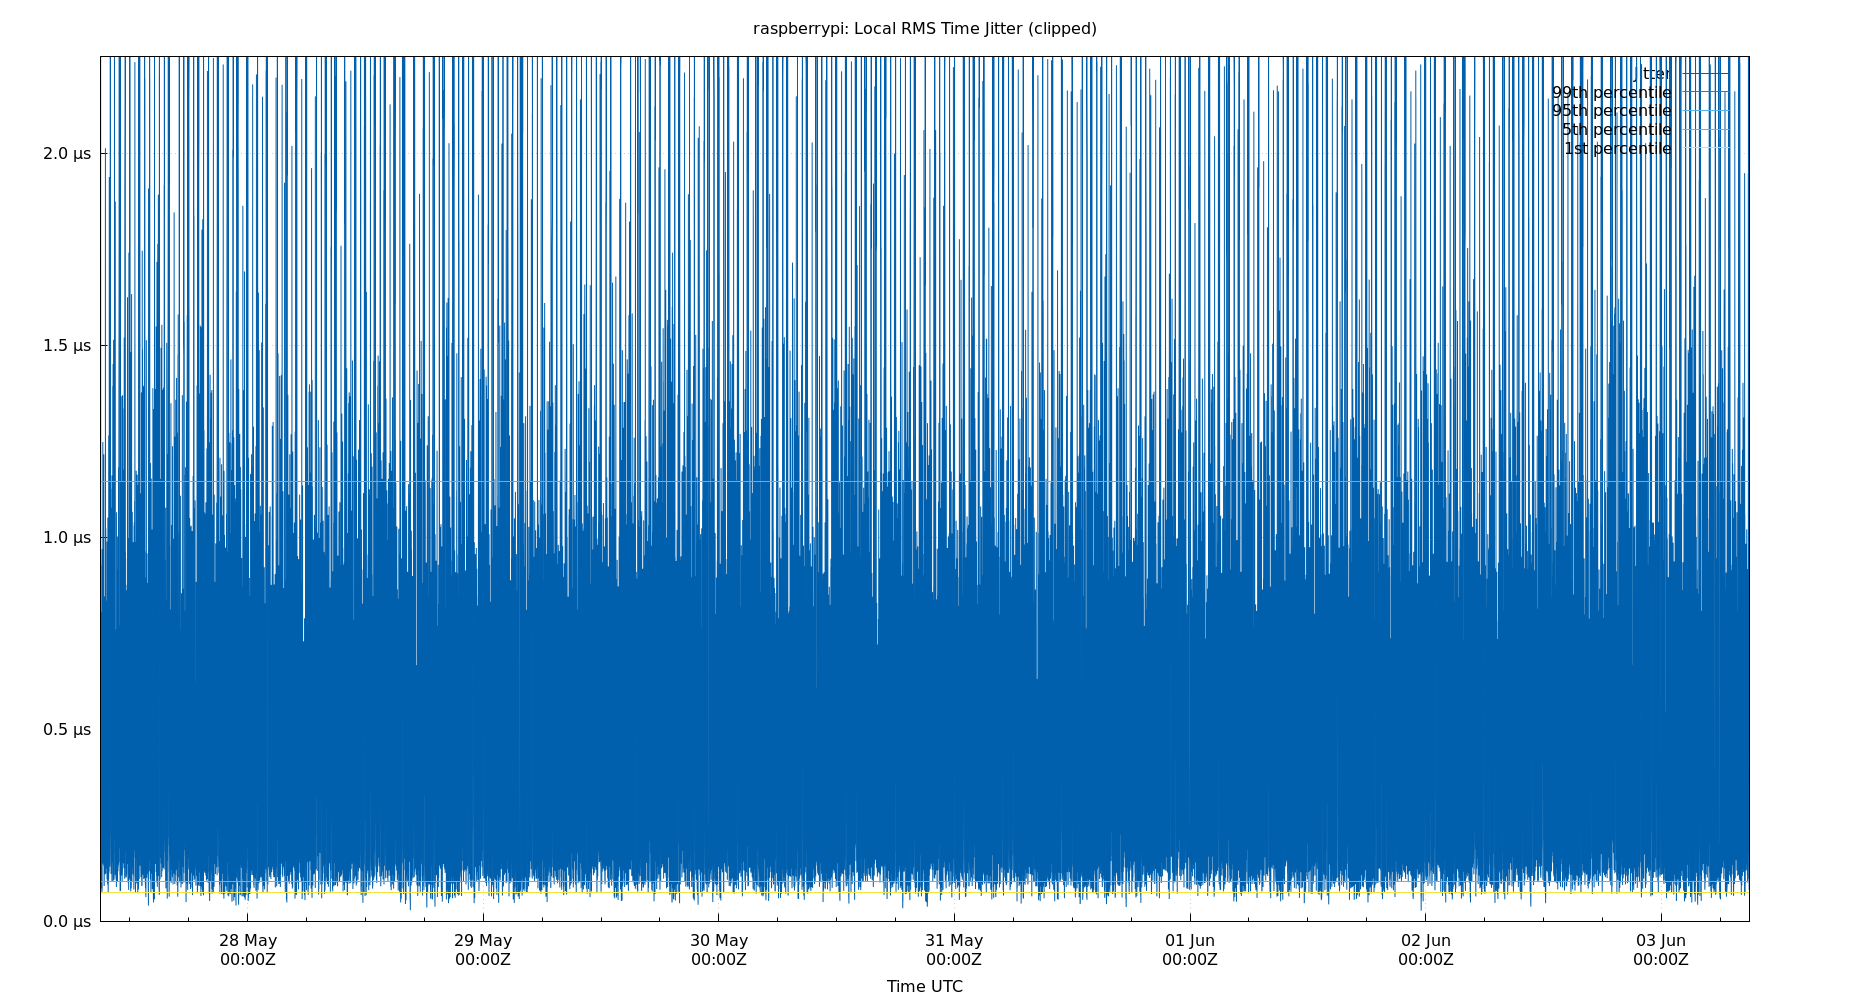 raspberrypi: Local RMS Time Jitter (clipped)
jitter
99th percentile
95th percentile
5th percentile
1st percentile
2.0 µs
1.5 µs
1.0 µs
0.5 µs
0.0 µs
28 May 29 May 30 May 31 May 01 Jun 02 Jun 03 Jun
00:00Z 00:00Z 00:00Z 00:00Z 00:00Z 00:00Z 00:00Z
Time UTC